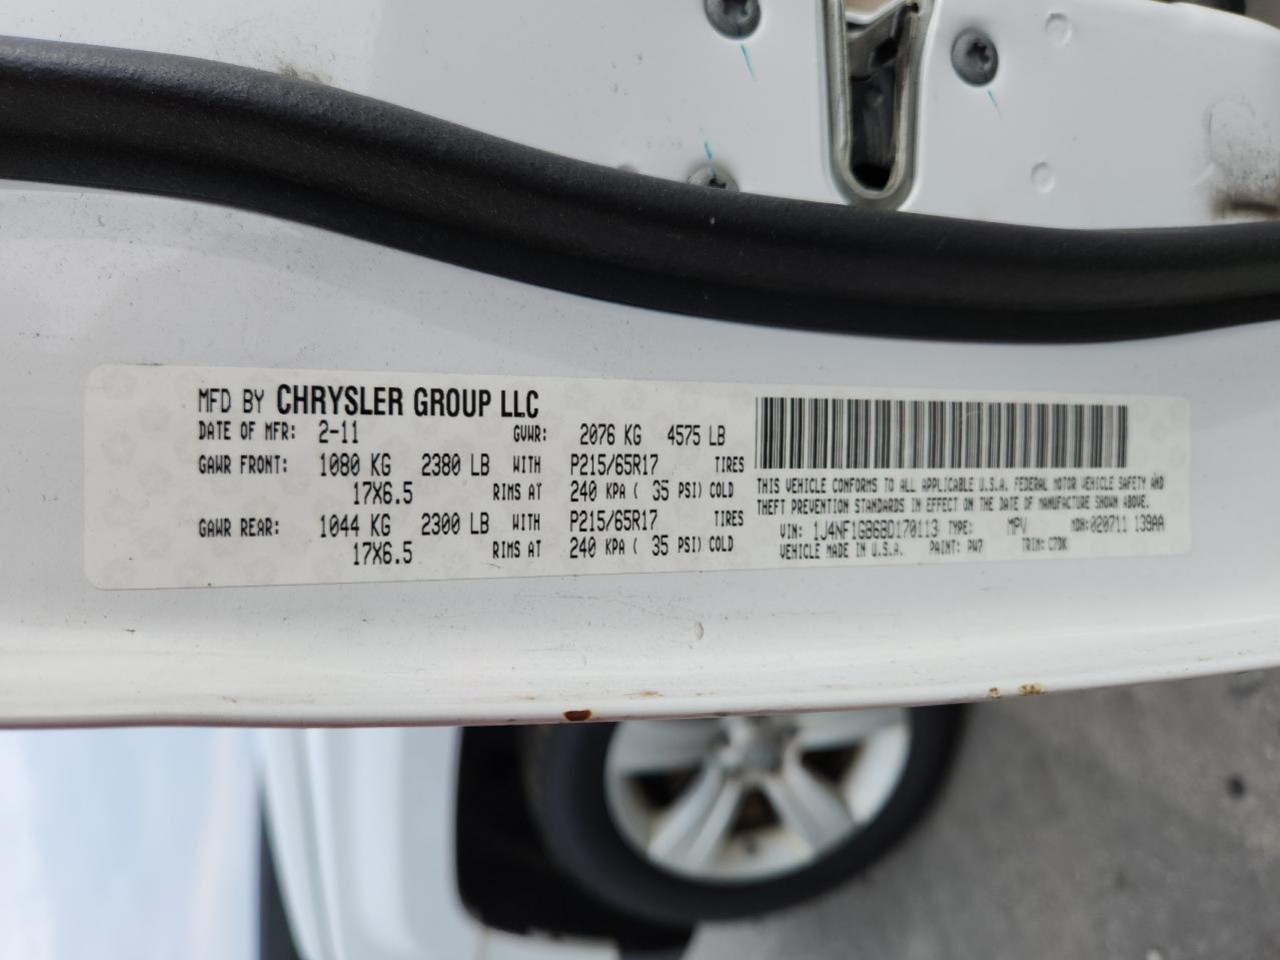 MFD BY CHRYSLER GROUP LLC
DATE OF MFR: 2-11 GVWR: 2076 KG 4575 LB
GAWR FRONT: 1080 KG 2380 LB WITH P215/65R17 TIRES
17X6.5 RIMS AT 240 KPA ( 35 PSI) COLD
GAWR REAR: 1044 KG 2300 LB WITH P215/65R17 TIRES
17X6.5 RIMS AT 240 KPA ( 35 PSI) COLD
THIS VEHICLE CONFORMS TO ALL APPLICABLE U.S.A. FEDERAL MOTOR VEHICLE SAFETY AND
THEFT PREVENTION STANDARDS IN EFFECT ON THE DATE OF MANUFACTURE SHOWN ABOVE.
VIN: 1J4NF1GB6BD170113 TYPE: MPV MDH: 020711 139AA
VEHICLE MADE IN U.S.A. PAINT: PW7 TRIM: C7DK